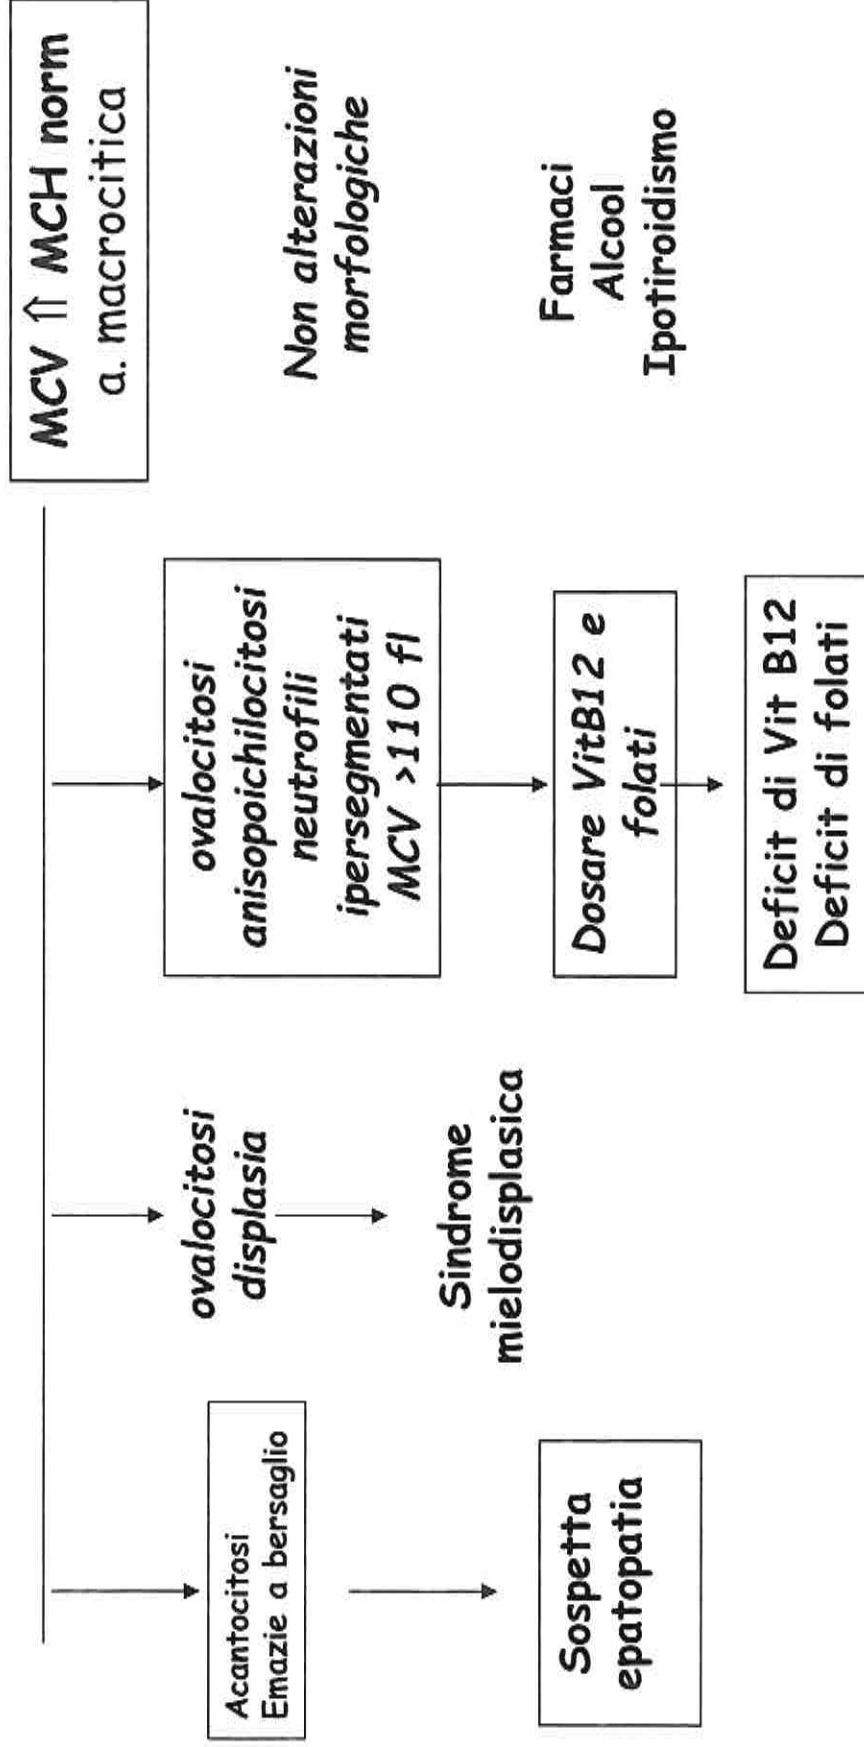 MCV ⇑ MCH norm
a. macrocitica
Acantocitosi
Emazie a bersaglio
Sospetta
epatopatia
ovalocitosi
displasia
Sindrome
mielodisplasica
ovalocitosi
anisopoichilocitosi
neutrofili
ipersegmentati
MCV >110 fl
Dosare VitB12 e
folati
Deficit di Vit B12
Deficit di folati
Non alterazioni
morfologiche
Farmaci
Alcool
Ipotiroidismo